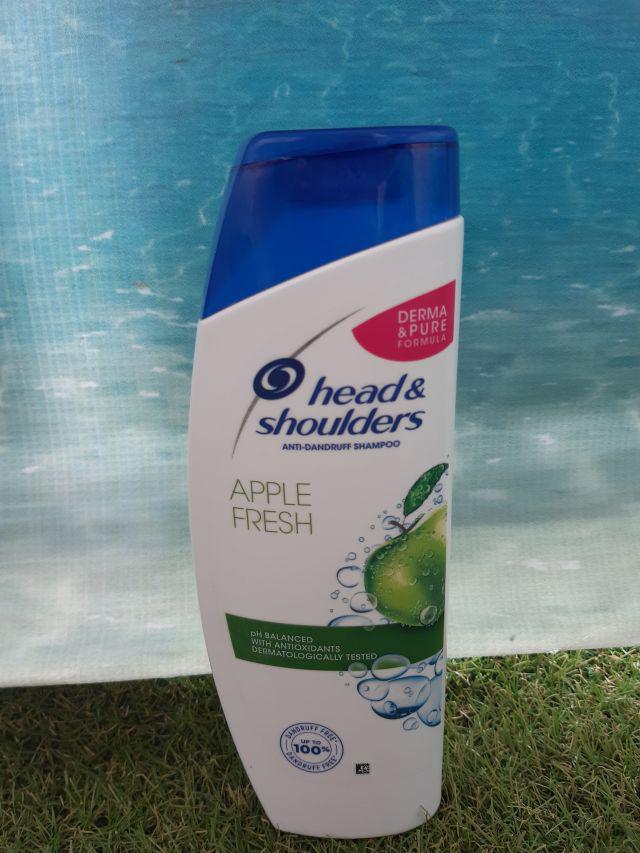 DERMA
&PURE
FORMULA
head &
shoulders
ANTI-DANDRUFF SHAMPOO
APPLE
FRESH
pH BALANCED
WITH ANTIOXIDANTS
DERMATOLOGICALLY TESTED
DANDRUFF FREE*
UP TO
100%
DANDRUFF FREE*